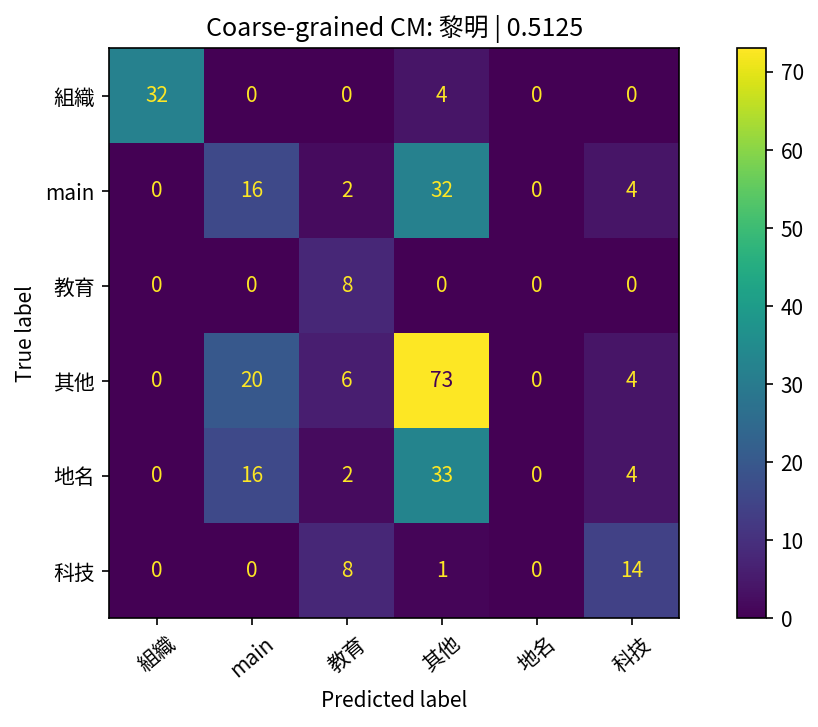 Coarse-grained CM: 黎明 | 0.5125
組織 32 0 0 4 0 0
main 0 16 2 32 0 4
教育 0 0 8 0 0 0
其他 0 20 6 73 0 4
地名 0 16 2 33 0 4
科技 0 0 8 1 0 14
組織 main 教育 其他 地名 科技
True label
Predicted label
70
60
50
40
30
20
10
0